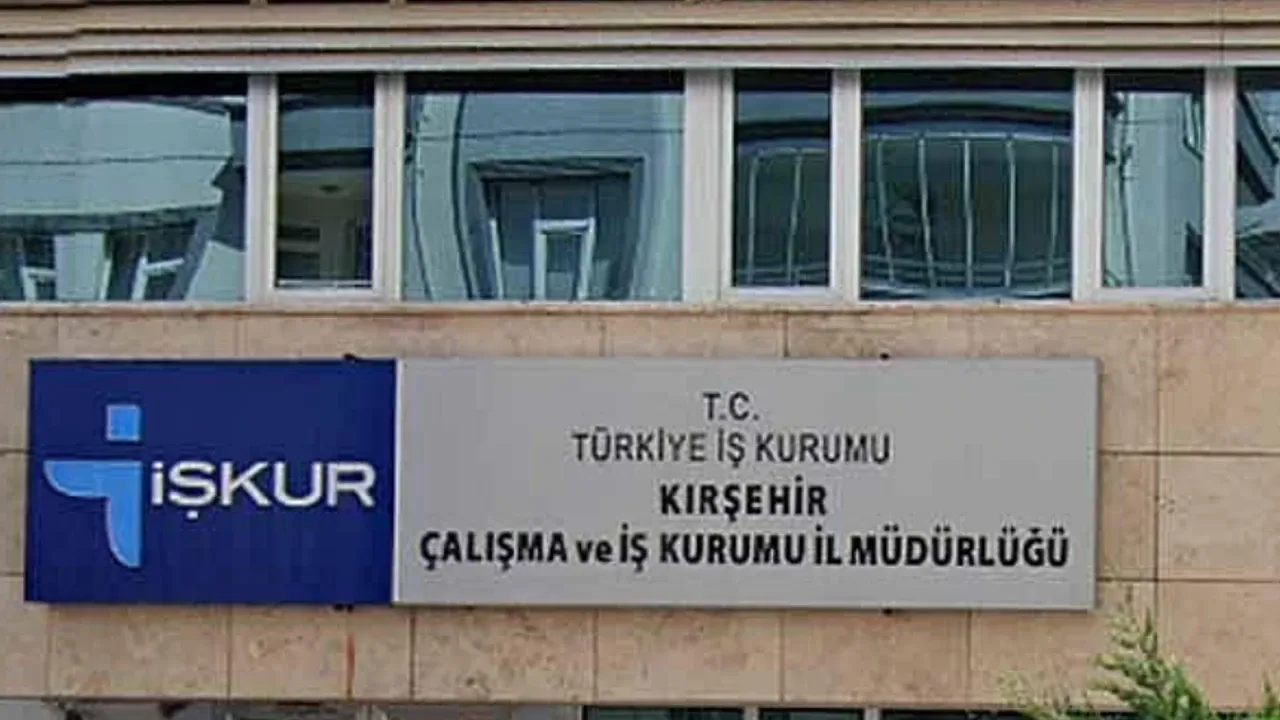 İŞKUR
T.C.
TÜRKİYE İŞ KURUMU
KIRŞEHİR
ÇALIŞMA ve İŞ KURUMU İL MÜDÜRLÜĞÜ